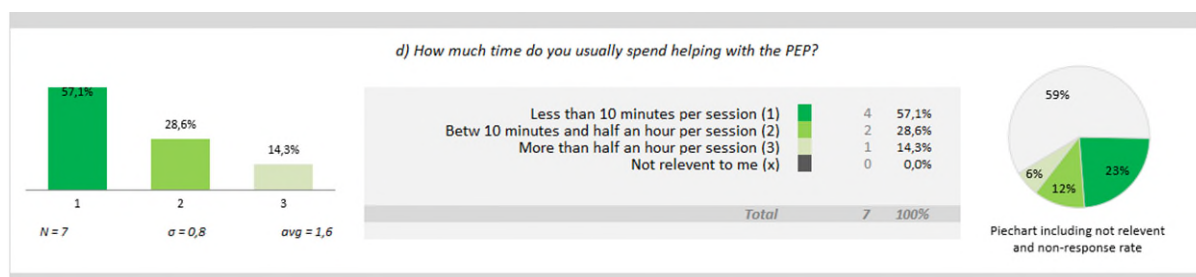 d) How much time do you usually spend helping with the PEP?
57,1%
28,6%
14,3%
1
2
3
N = 7
σ = 0,8
avg = 1,6
Less than 10 minutes per session (1) 4 57,1%
Betw 10 minutes and half an hour per session (2) 2 28,6%
More than half an hour per session (3) 1 14,3%
Not relevent to me (x) 0 0,0%
Total 7 100%
59%
23%
12%
6%
Piechart including not relevent
and non-response rate